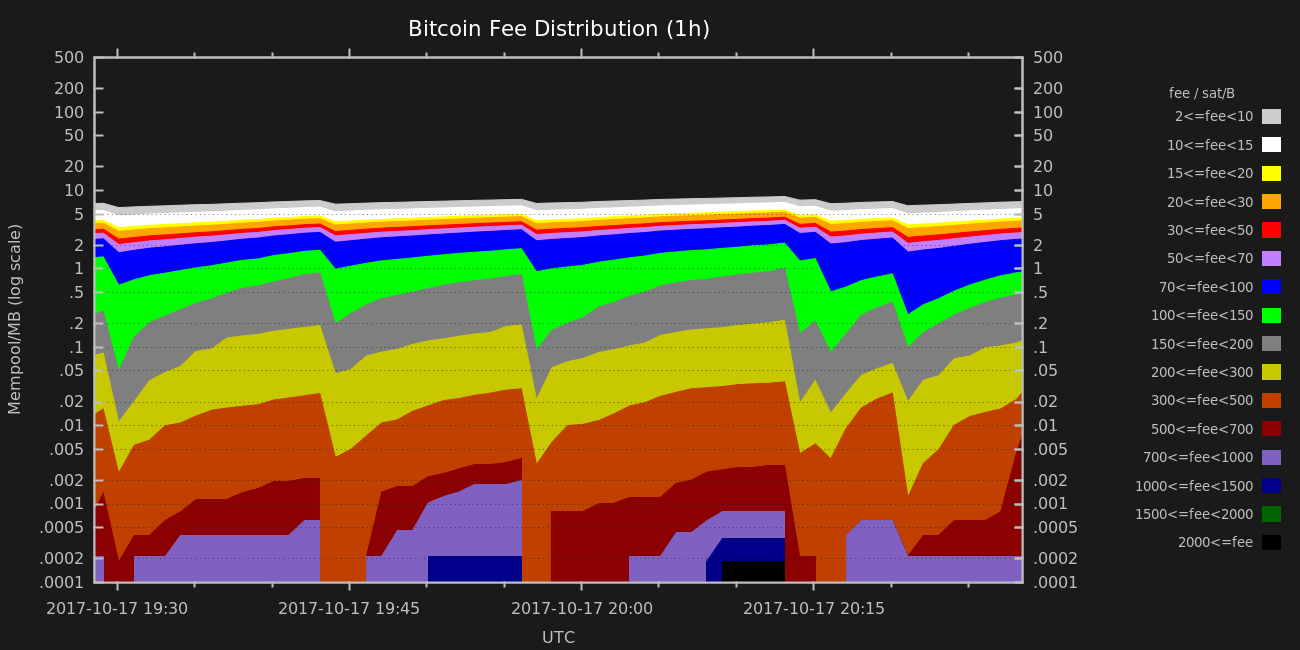 Bitcoin Fee Distribution (1h)
500 500
200 200
100 100
50 50
20 20
10 10
5 5
2 2
1 1
.5 .5
.2 .2
.1 .1
.05 .05
.02 .02
.01 .01
.005 .005
.002 .002
.001 .001
.0005 .0005
.0002 .0002
.0001 .0001
Mempool/MB (log scale)
2017-10-17 19:30 2017-10-17 19:45 2017-10-17 20:00 2017-10-17 20:15
UTC
fee / sat/B
2<=fee<10
10<=fee<15
15<=fee<20
20<=fee<30
30<=fee<50
50<=fee<70
70<=fee<100
100<=fee<150
150<=fee<200
200<=fee<300
300<=fee<500
500<=fee<700
700<=fee<1000
1000<=fee<1500
1500<=fee<2000
2000<=fee